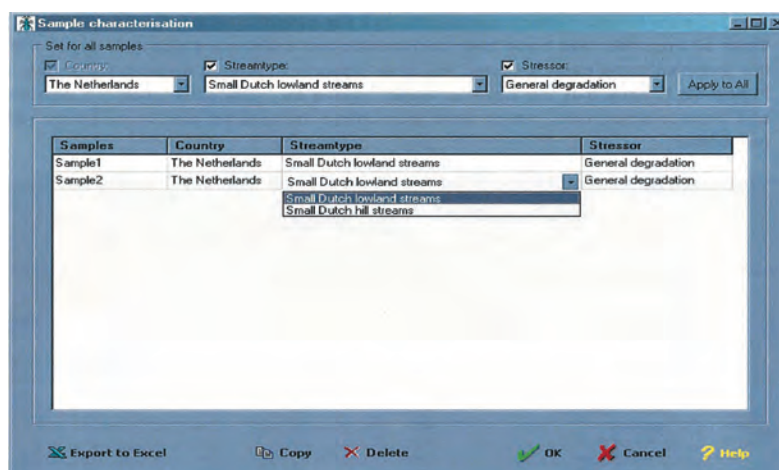 Sample characterisation
Set for all samples
Country: Streamtype: Stressor:
The Netherlands Small Dutch lowland streams General degradation Apply to All
Samples Country Streamtype Stressor
Sample1 The Netherlands Small Dutch lowland streams General degradation
Sample2 The Netherlands Small Dutch lowland streams General degradation
Small Dutch lowland streams
Small Dutch hill streams
Export to Excel Copy Delete OK Cancel Help